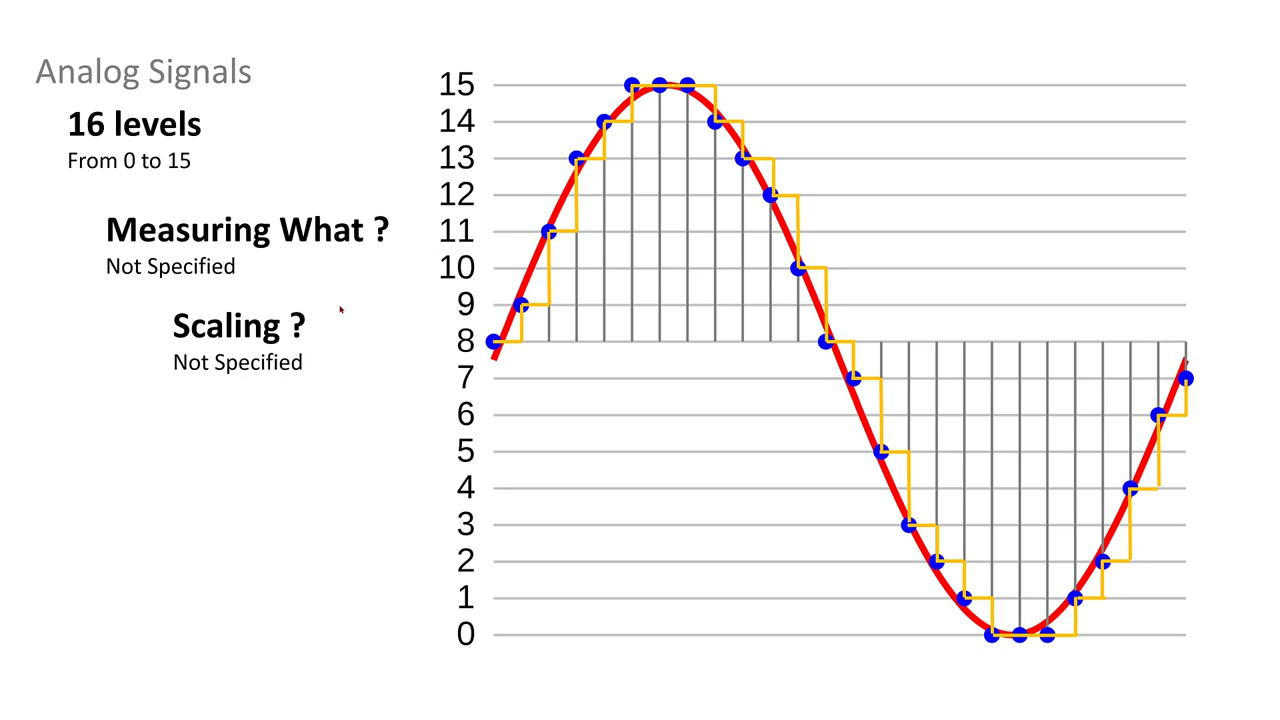 Analog Signals
16 levels
From 0 to 15
Measuring What ?
Not Specified
Scaling ?
Not Specified
15
14
13
12
11
10
9
8
7
6
5
4
3
2
1
0